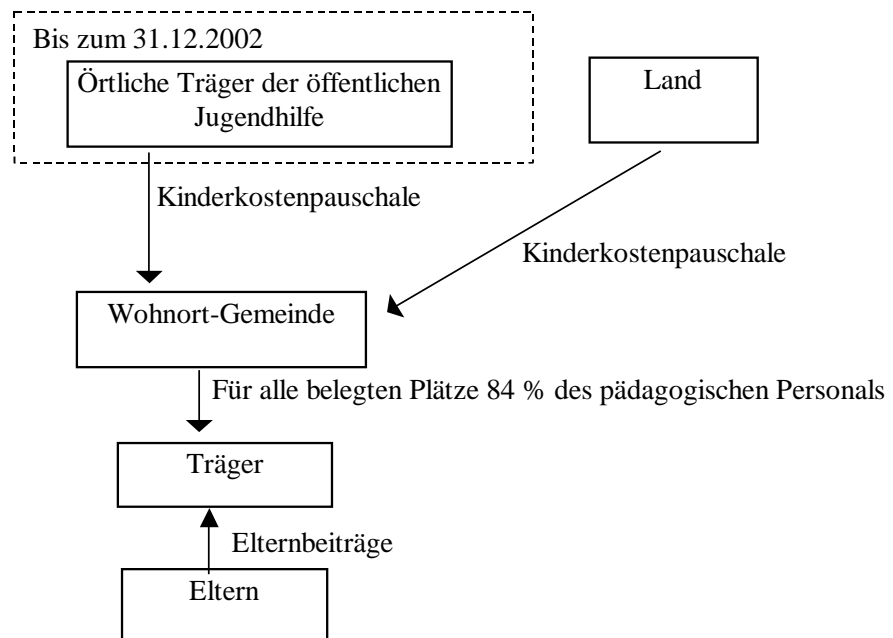 Bis zum 31.12.2002
Örtliche Träger der öffentlichen
Jugendhilfe
Land
Kinderkostenpauschale
Kinderkostenpauschale
Wohnort-Gemeinde
Für alle belegten Plätze 84 % des pädagogischen Personals
Träger
Elternbeiträge
Eltern